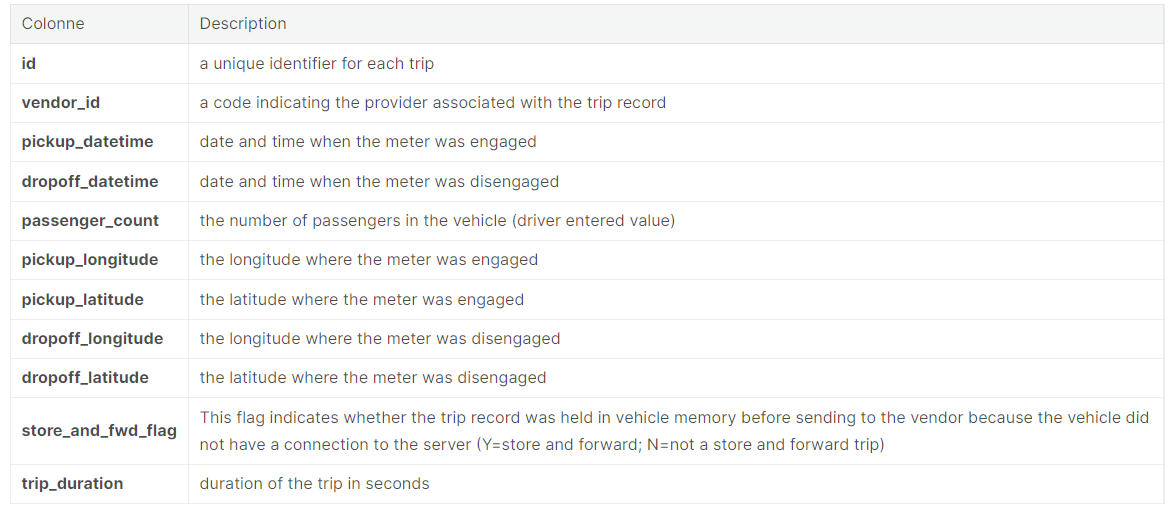 Colonne Description
id a unique identifier for each trip
vendor_id a code indicating the provider associated with the trip record
pickup_datetime date and time when the meter was engaged
dropoff_datetime date and time when the meter was disengaged
passenger_count the number of passengers in the vehicle (driver entered value)
pickup_longitude the longitude where the meter was engaged
pickup_latitude the latitude where the meter was engaged
dropoff_longitude the longitude where the meter was disengaged
dropoff_latitude the latitude where the meter was disengaged
store_and_fwd_flag This flag indicates whether the trip record was held in vehicle memory before sending to the vendor because the vehicle did
not have a connection to the server (Y=store and forward; N=not a store and forward trip)
trip_duration duration of the trip in seconds